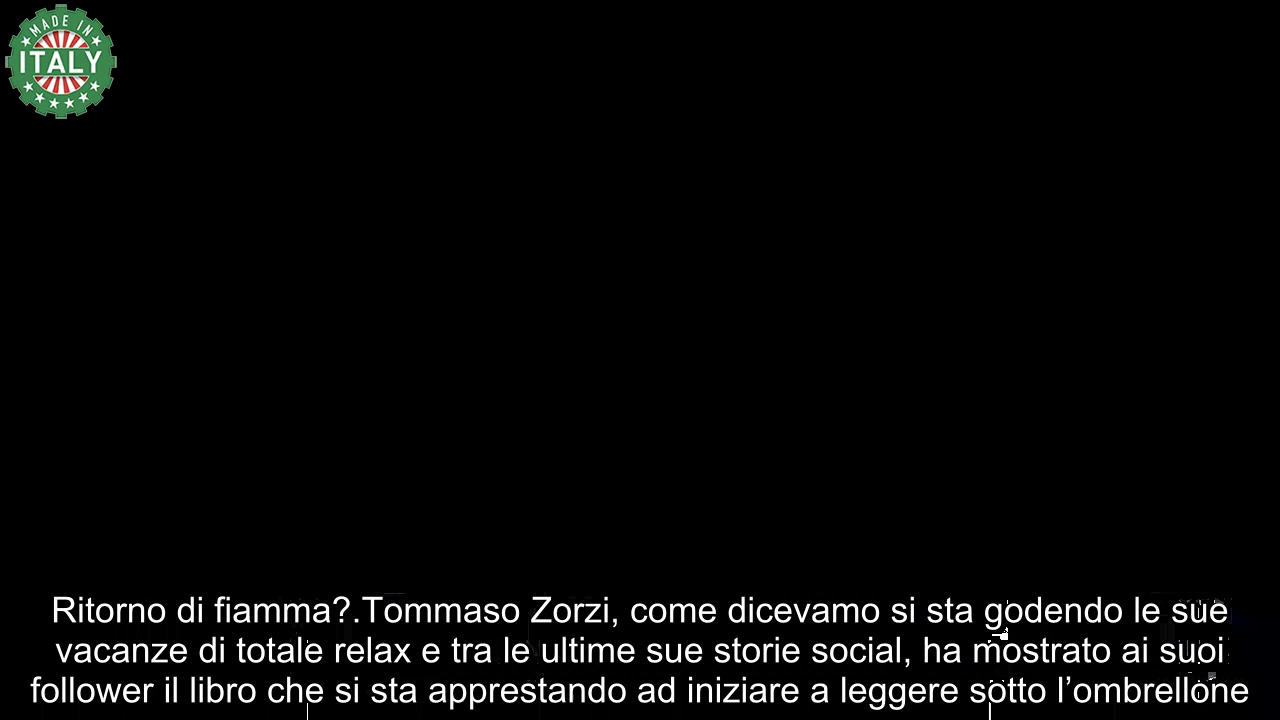 MADE IN
ITALY
Ritorno di fiamma?.Tommaso Zorzi, come dicevamo si sta godendo le sue
vacanze di totale relax e tra le ultime sue storie social, ha mostrato ai suoi
follower il libro che si sta apprestando ad iniziare a leggere sotto l’ombrellone